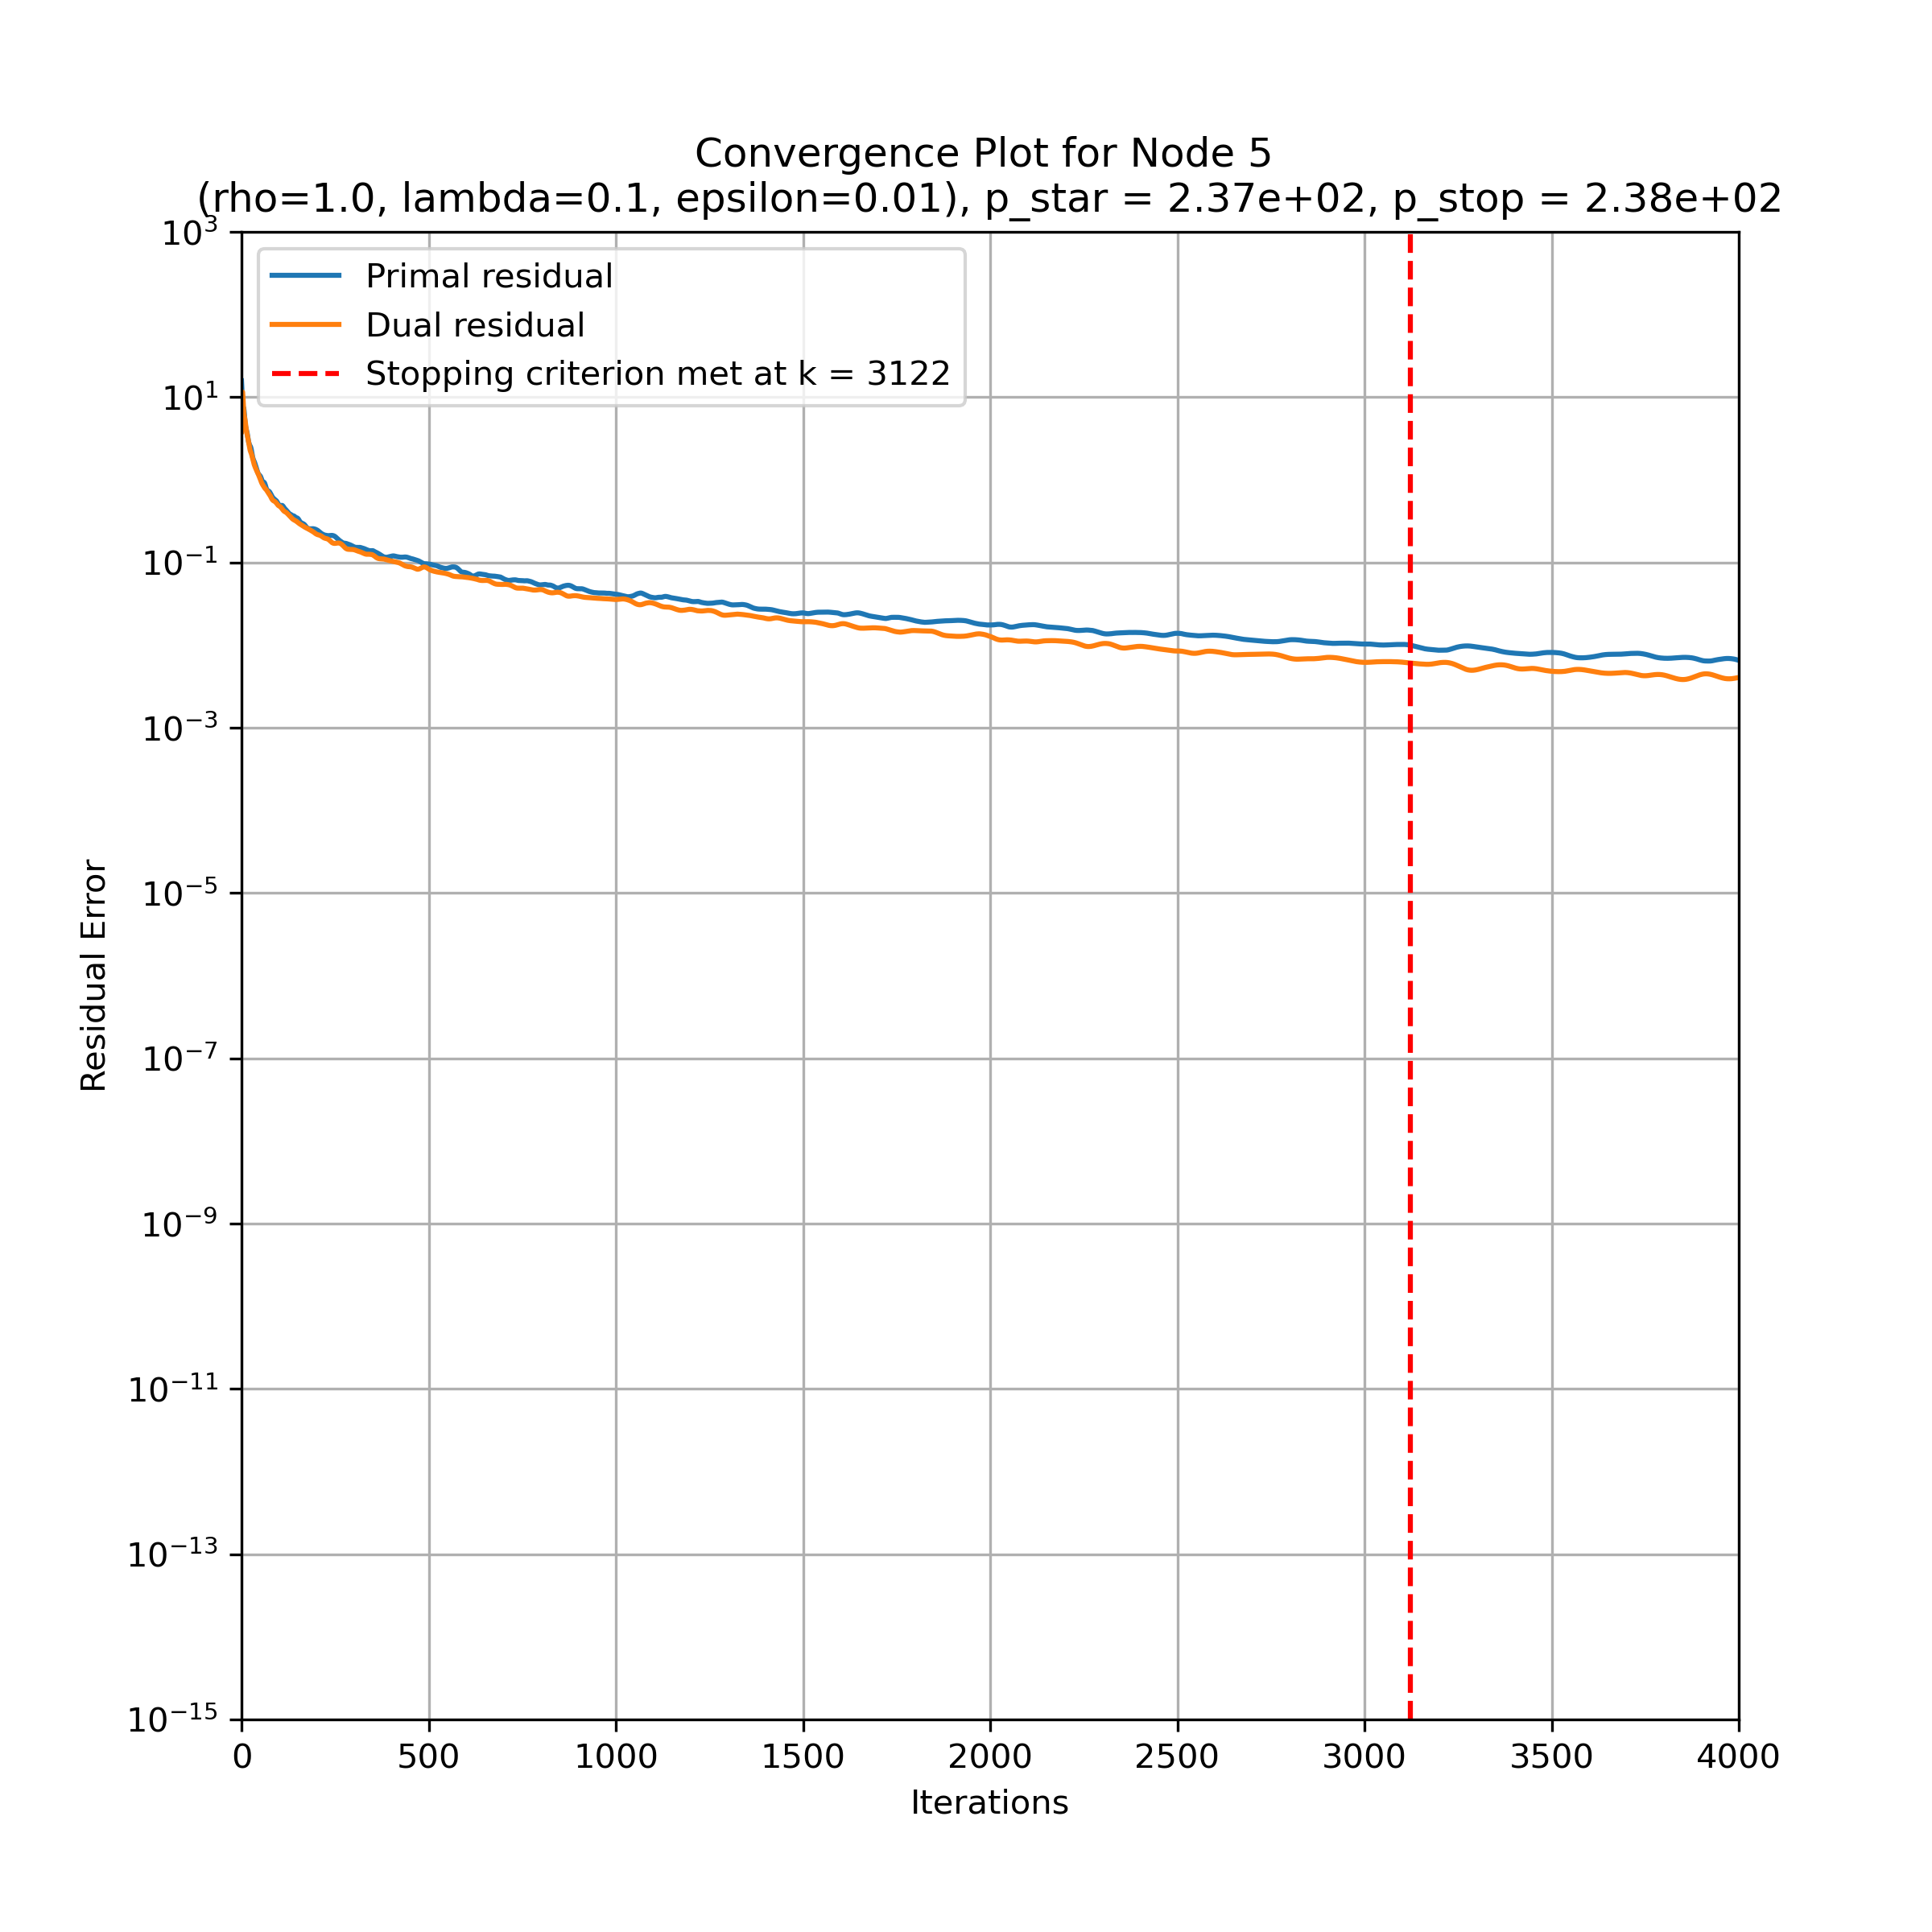 Convergence Plot for Node 5
(rho=1.0, lambda=0.1, epsilon=0.01), p_star = 2.37e+02, p_stop = 2.38e+02
Primal residual
Dual residual
Stopping criterion met at k = 3122
Residual Error
10³
10¹
10⁻¹
10⁻³
10⁻⁵
10⁻⁷
10⁻⁹
10⁻¹¹
10⁻¹³
10⁻¹⁵
0 500 1000 1500 2000 2500 3000 3500 4000
Iterations